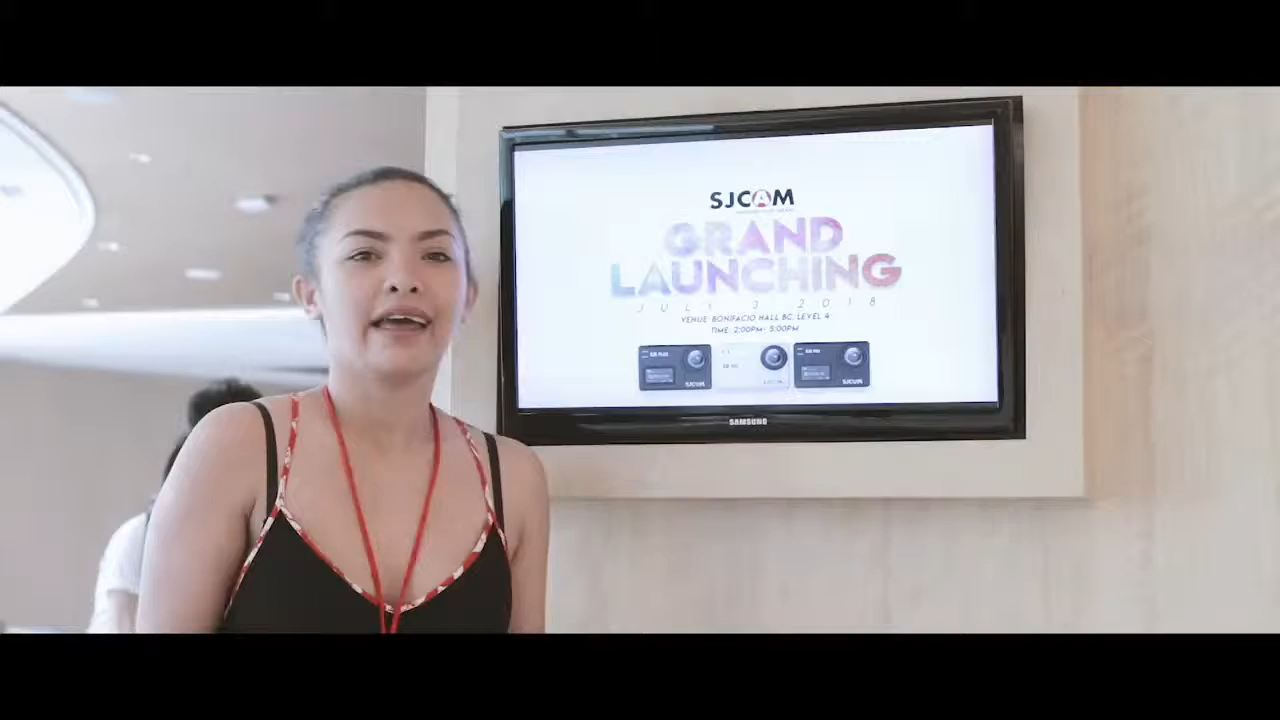 SJCAM
GRAND
LAUNCHING
JULY 3, 2018
VENUE: BONIFACIO HALL BC, LEVEL 4
TIME: 2:00PM- 5:00PM
SJCAM
SJCAM
SAMSUNG